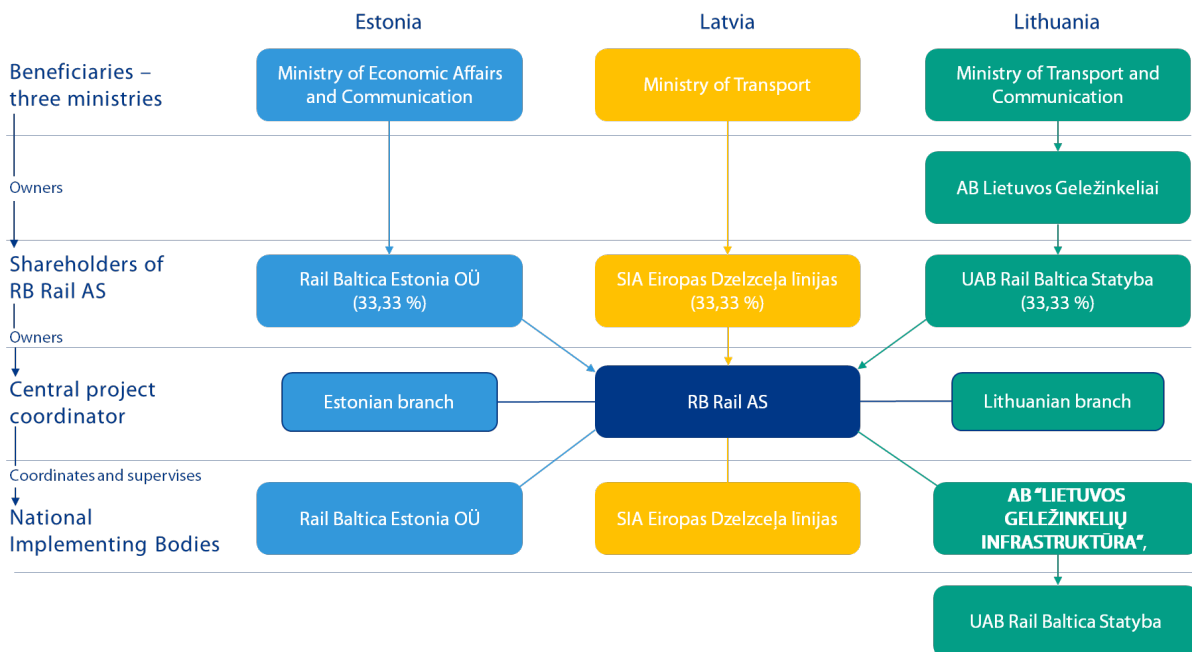 Estonia
Latvia
Lithuania
Beneficiaries –
three ministries
Ministry of Economic Affairs
and Communication
Ministry of Transport
Ministry of Transport and
Communication
Owners
AB Lietuvos Geležinkeliai
Shareholders of
RB Rail AS
Rail Baltica Estonia OÜ
(33,33 %)
SIA Eiropas Dzelzceļa līnijas
(33,33 %)
UAB Rail Baltica Statyba
(33,33 %)
Owners
Central project
coordinator
Estonian branch
RB Rail AS
Lithuanian branch
Coordinates and supervises
National
Implementing Bodies
Rail Baltica Estonia OÜ
SIA Eiropas Dzelzceļa līnijas
AB “LIETUVOS
GELEŽINKELIŲ
INFRASTRUKTŪRA“,
UAB Rail Baltica Statyba